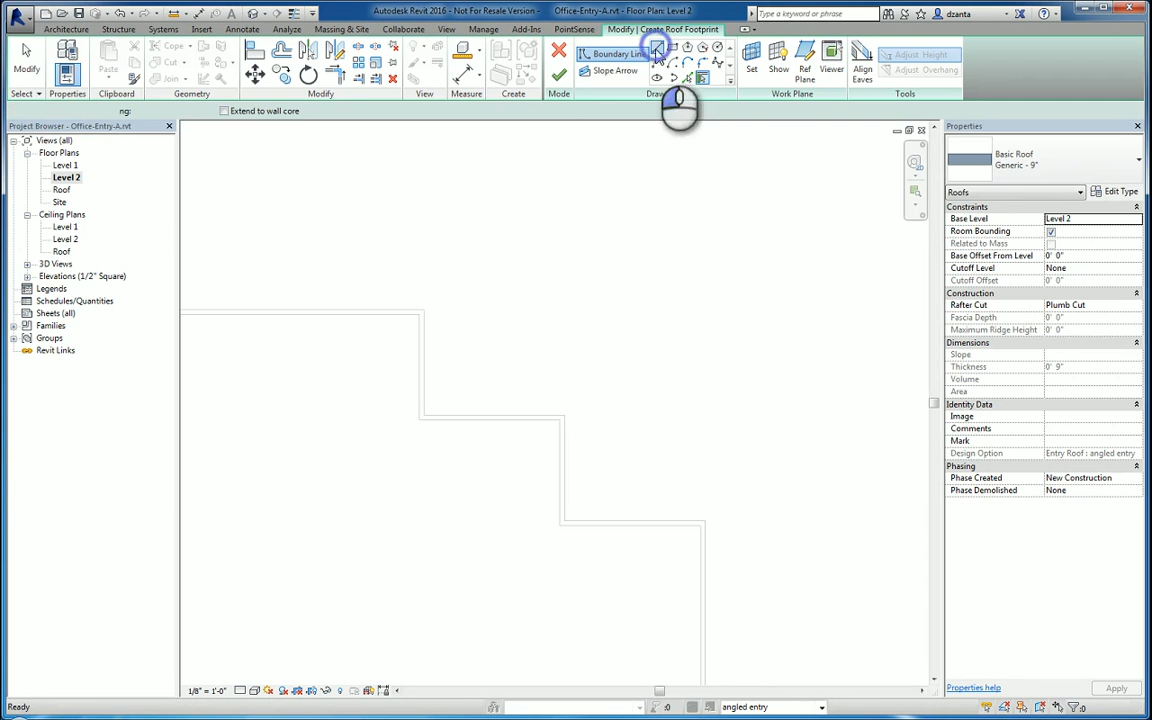 Autodesk Revit 2016 - Not For Resale Version - Office-Entry-A.rvt - Floor Plan: Level 2
Type a keyword or phrase
dzanta
Architecture Structure Systems Insert Annotate Analyze Massing & Site Collaborate View Manage Add-Ins PointSense Modify | Create Roof Footprint
Modify
Properties
Paste
Cope
Cut
Join
Boundary Line
Slope Arrow
Set Show Ref Plane Viewer
Align Eaves
Adjust Height
Adjust Overhang
Select Properties Clipboard Geometry Modify View Measure Create Mode Draw Work Plane Tools
ng: Extend to wall core
Project Browser - Office-Entry-A.rvt
Views (all)
Floor Plans
Level 1
Level 2
Roof
Site
Ceiling Plans
Level 1
Level 2
Roof
3D Views
Elevations (1/2" Square)
Legends
Schedules/Quantities
Sheets (all)
Families
Groups
Revit Links
Properties
Basic Roof
Generic - 9"
Roofs Edit Type
Constraints
Base Level Level 2
Room Bounding
Related to Mass
Base Offset From Level 0' 0"
Cutoff Level None
Cutoff Offset 0' 0"
Construction
Rafter Cut Plumb Cut
Fascia Depth 0' 0"
Maximum Ridge Height 0' 0"
Dimensions
Slope
Thickness 0' 9"
Volume
Area
Identity Data
Image
Comments
Mark
Design Option Entry Roof : angled entry
Phasing
Phase Created New Construction
Phase Demolished None
Properties help Apply
1/8" = 1'-0"
Ready :0 angled entry :0